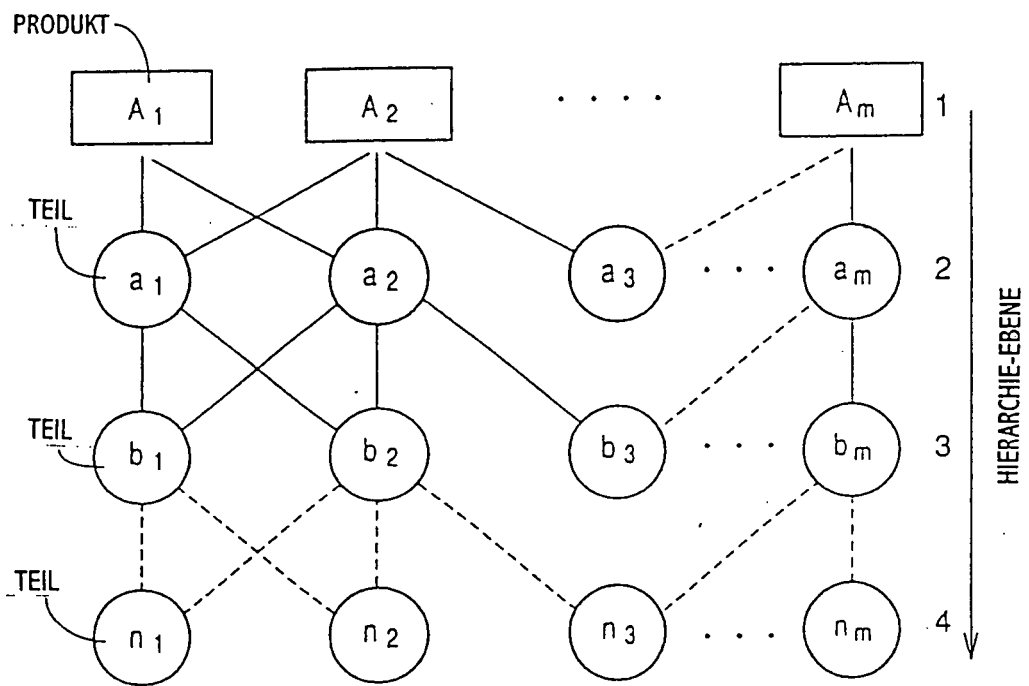 PRODUKT
A1 A2 . . . . Am 1
TEIL
a1 a2 a3 . . . am 2
HIERARCHIE-EBENE
TEIL
b1 b2 b3 . . . bm 3
TEIL
n1 n2 n3 . . . . nm 4